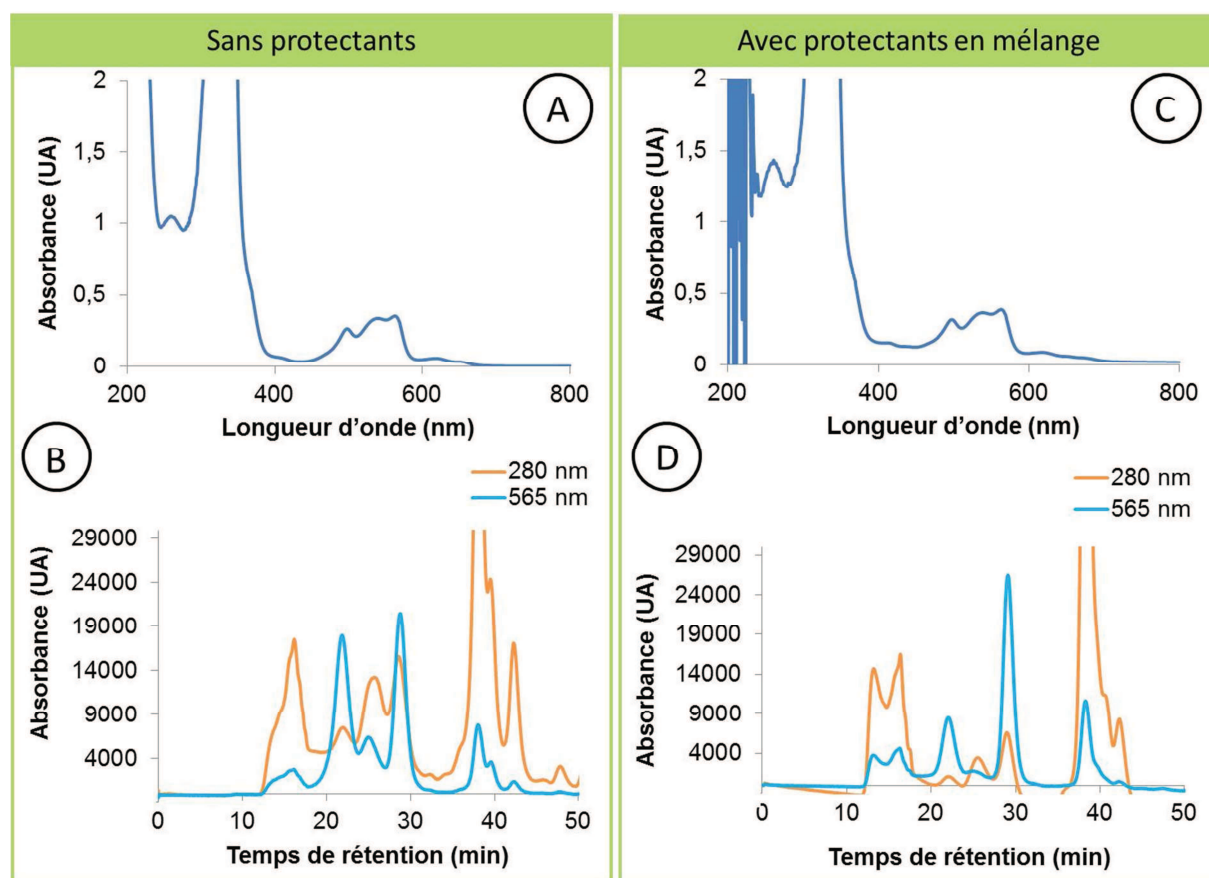 Sans protectants
Avec protectants en mélange
A
Absorbance (UA)
2
1.5
1
0,5
0
200
400
600
800
Longueur d'onde (nm)
C
Absorbance (UA)
2
1.5
1
0,5
0
200
400
600
800
Longueur d'onde (nm)
B
280 nm
565 nm
Absorbance (UA)
29000
24000
19000
14000
9000
4000
0
10
20
30
40
50
Temps de rétention (min)
D
280 nm
565 nm
Absorbance (UA)
29000
24000
19000
14000
9000
4000
0
10
20
30
40
50
Temps de rétention (min)